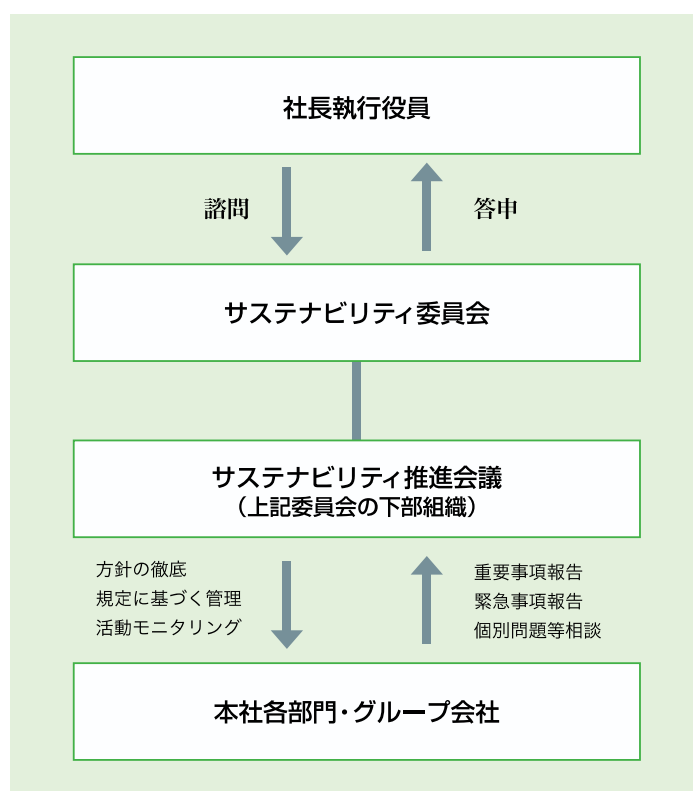 社長執行役員
諮問
答申
サステナビリティ委員会
サステナビリティ推進会議
（上記委員会の下部組織）
方針の徹底
規定に基づく管理
活動モニタリング
重要事項報告
緊急事項報告
個別問題等相談
本社各部門・グループ会社